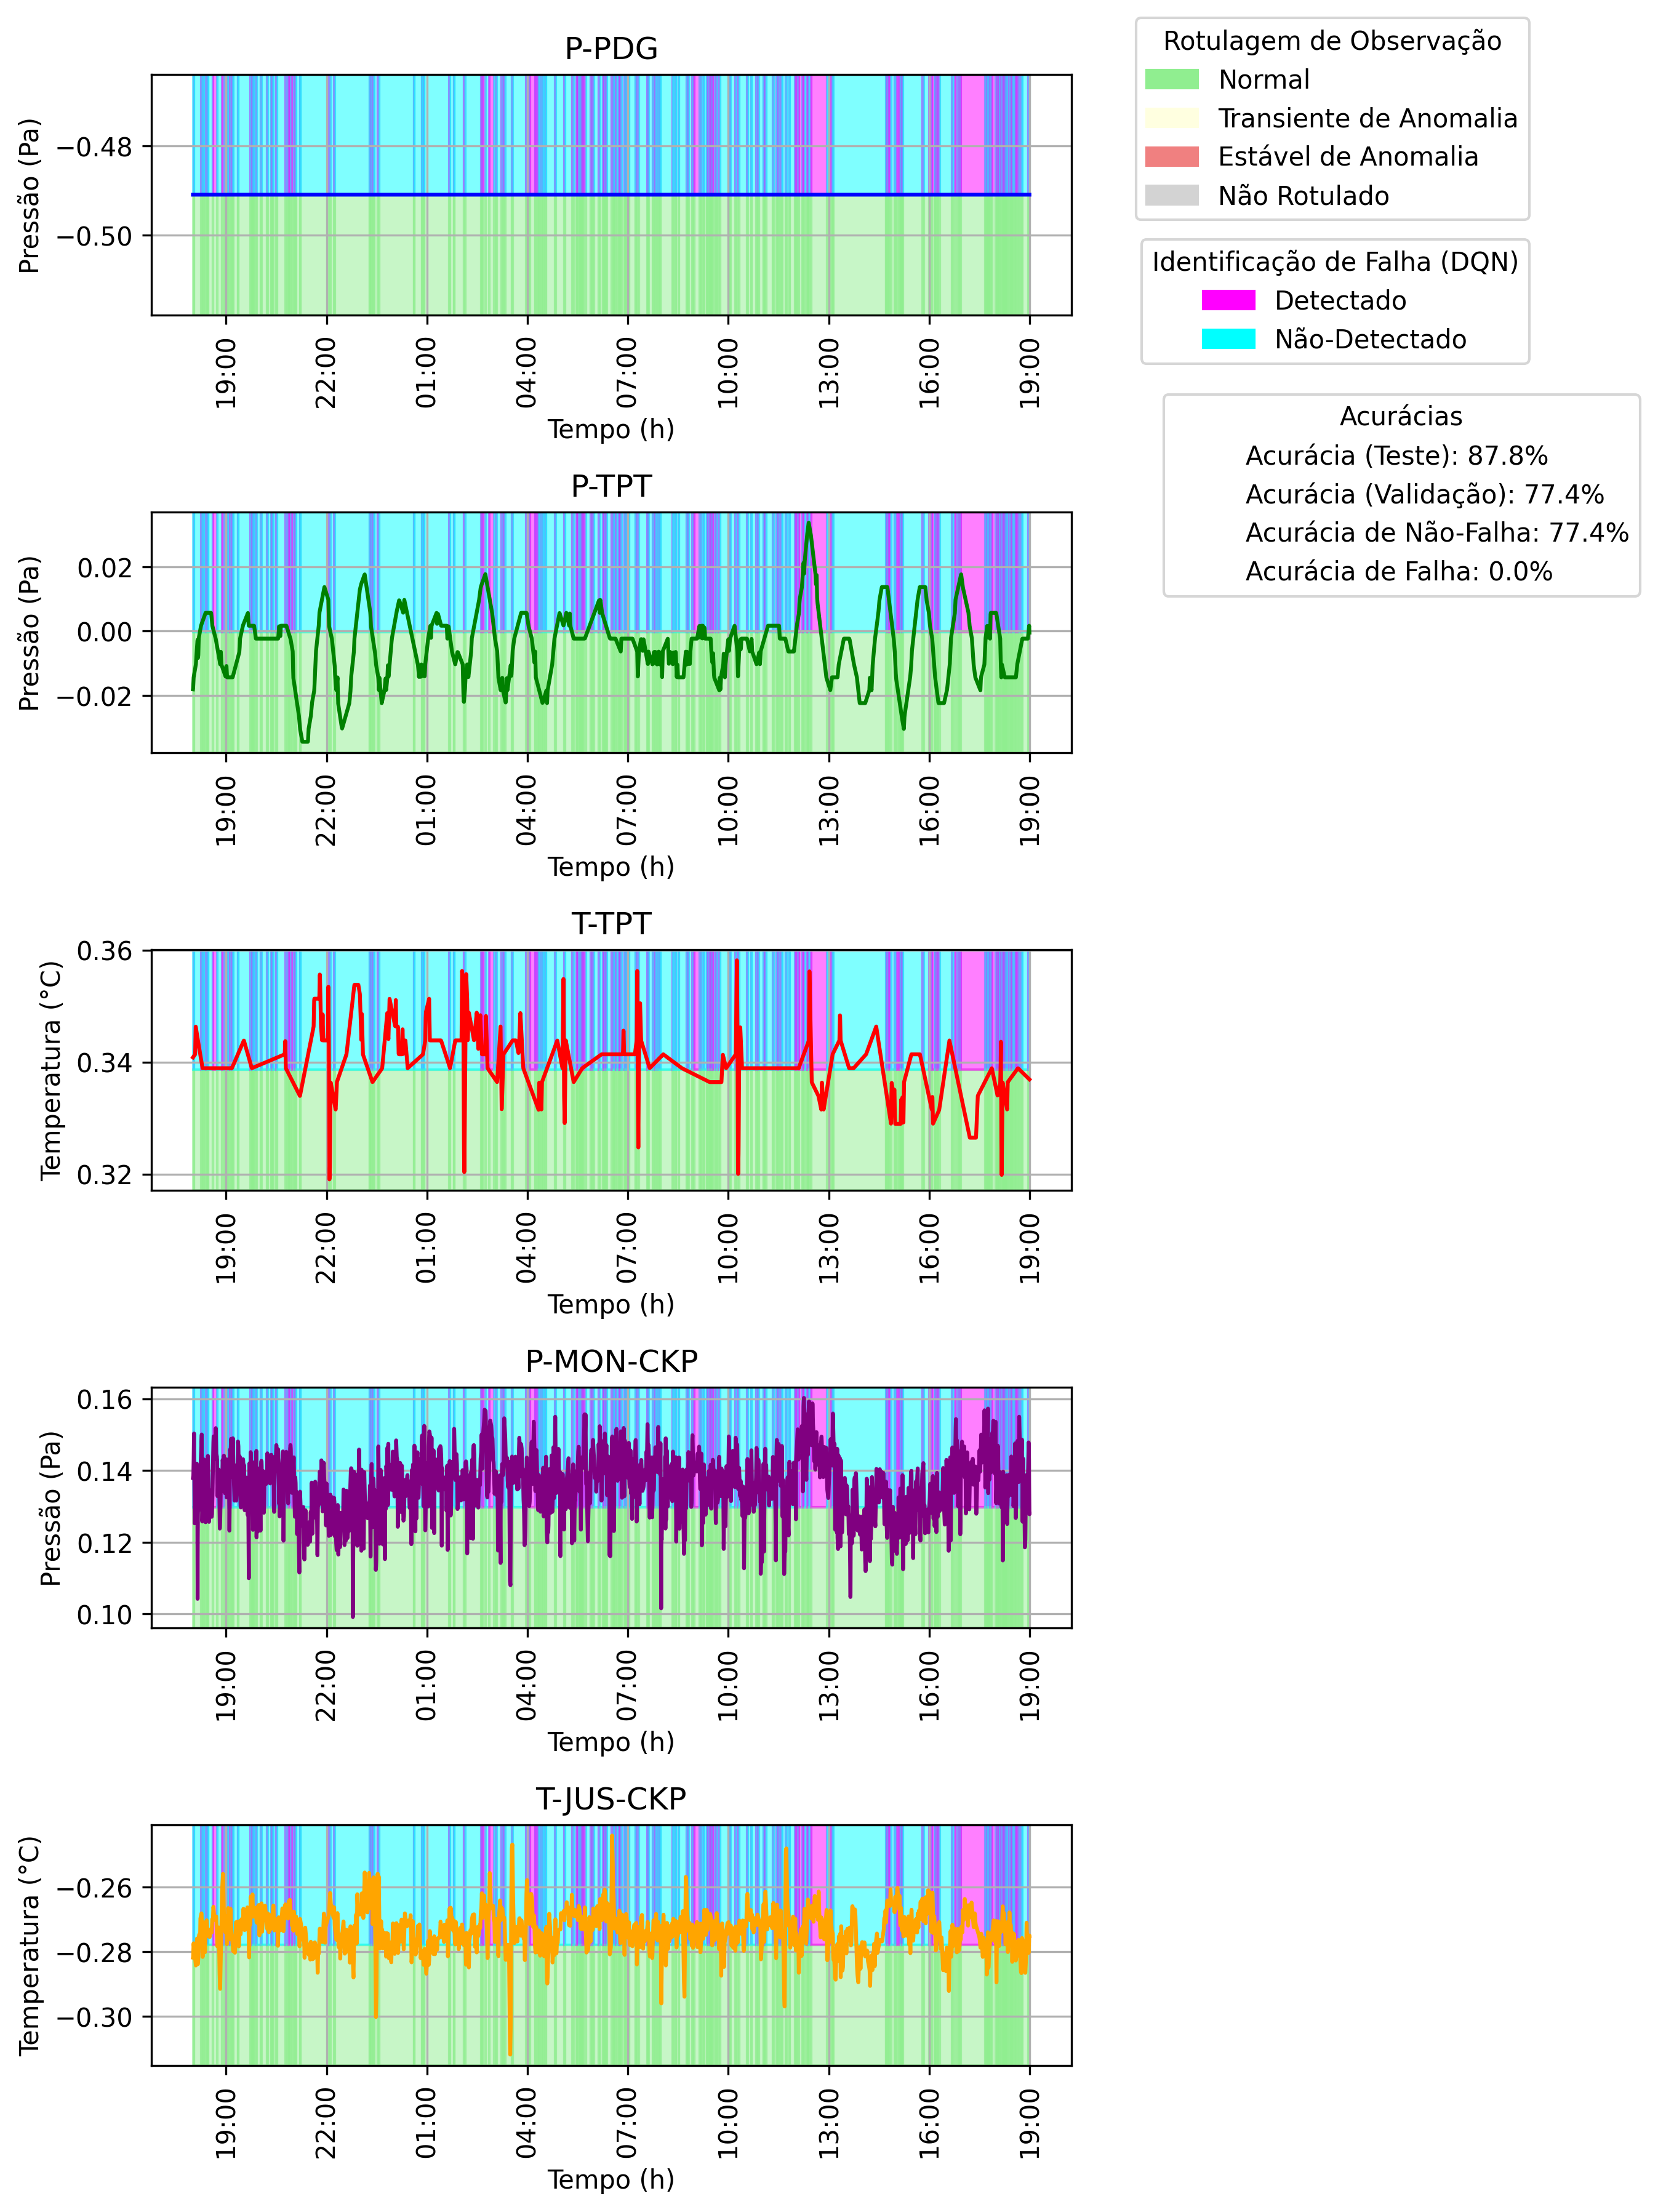 P-PDG
Pressão (Pa)
−0.48
−0.50
19:00
22:00
01:00
04:00
07:00
10:00
13:00
16:00
19:00
Tempo (h)
Rotulagem de Observação
Normal
Transiente de Anomalia
Estável de Anomalia
Não Rotulado
Identificação de Falha (DQN)
Detectado
Não-Detectado
Acurácias
Acurácia (Teste): 87.8%
Acurácia (Validação): 77.4%
Acurácia de Não-Falha: 77.4%
Acurácia de Falha: 0.0%
P-TPT
Pressão (Pa)
0.02
0.00
−0.02
19:00
22:00
01:00
04:00
07:00
10:00
13:00
16:00
19:00
Tempo (h)
T-TPT
Temperatura (°C)
0.36
0.34
0.32
19:00
22:00
01:00
04:00
07:00
10:00
13:00
16:00
19:00
Tempo (h)
P-MON-CKP
Pressão (Pa)
0.16
0.14
0.12
0.10
19:00
22:00
01:00
04:00
07:00
10:00
13:00
16:00
19:00
Tempo (h)
T-JUS-CKP
Temperatura (°C)
−0.26
−0.28
−0.30
19:00
22:00
01:00
04:00
07:00
10:00
13:00
16:00
19:00
Tempo (h)